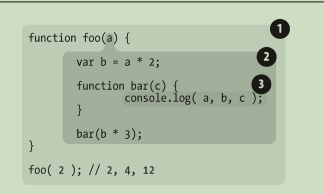 1
function foo(a) {
2
var b = a * 2;
3
function bar(c) {
console.log( a, b, c );
}
bar(b * 3);
}
foo( 2 ); // 2, 4, 12